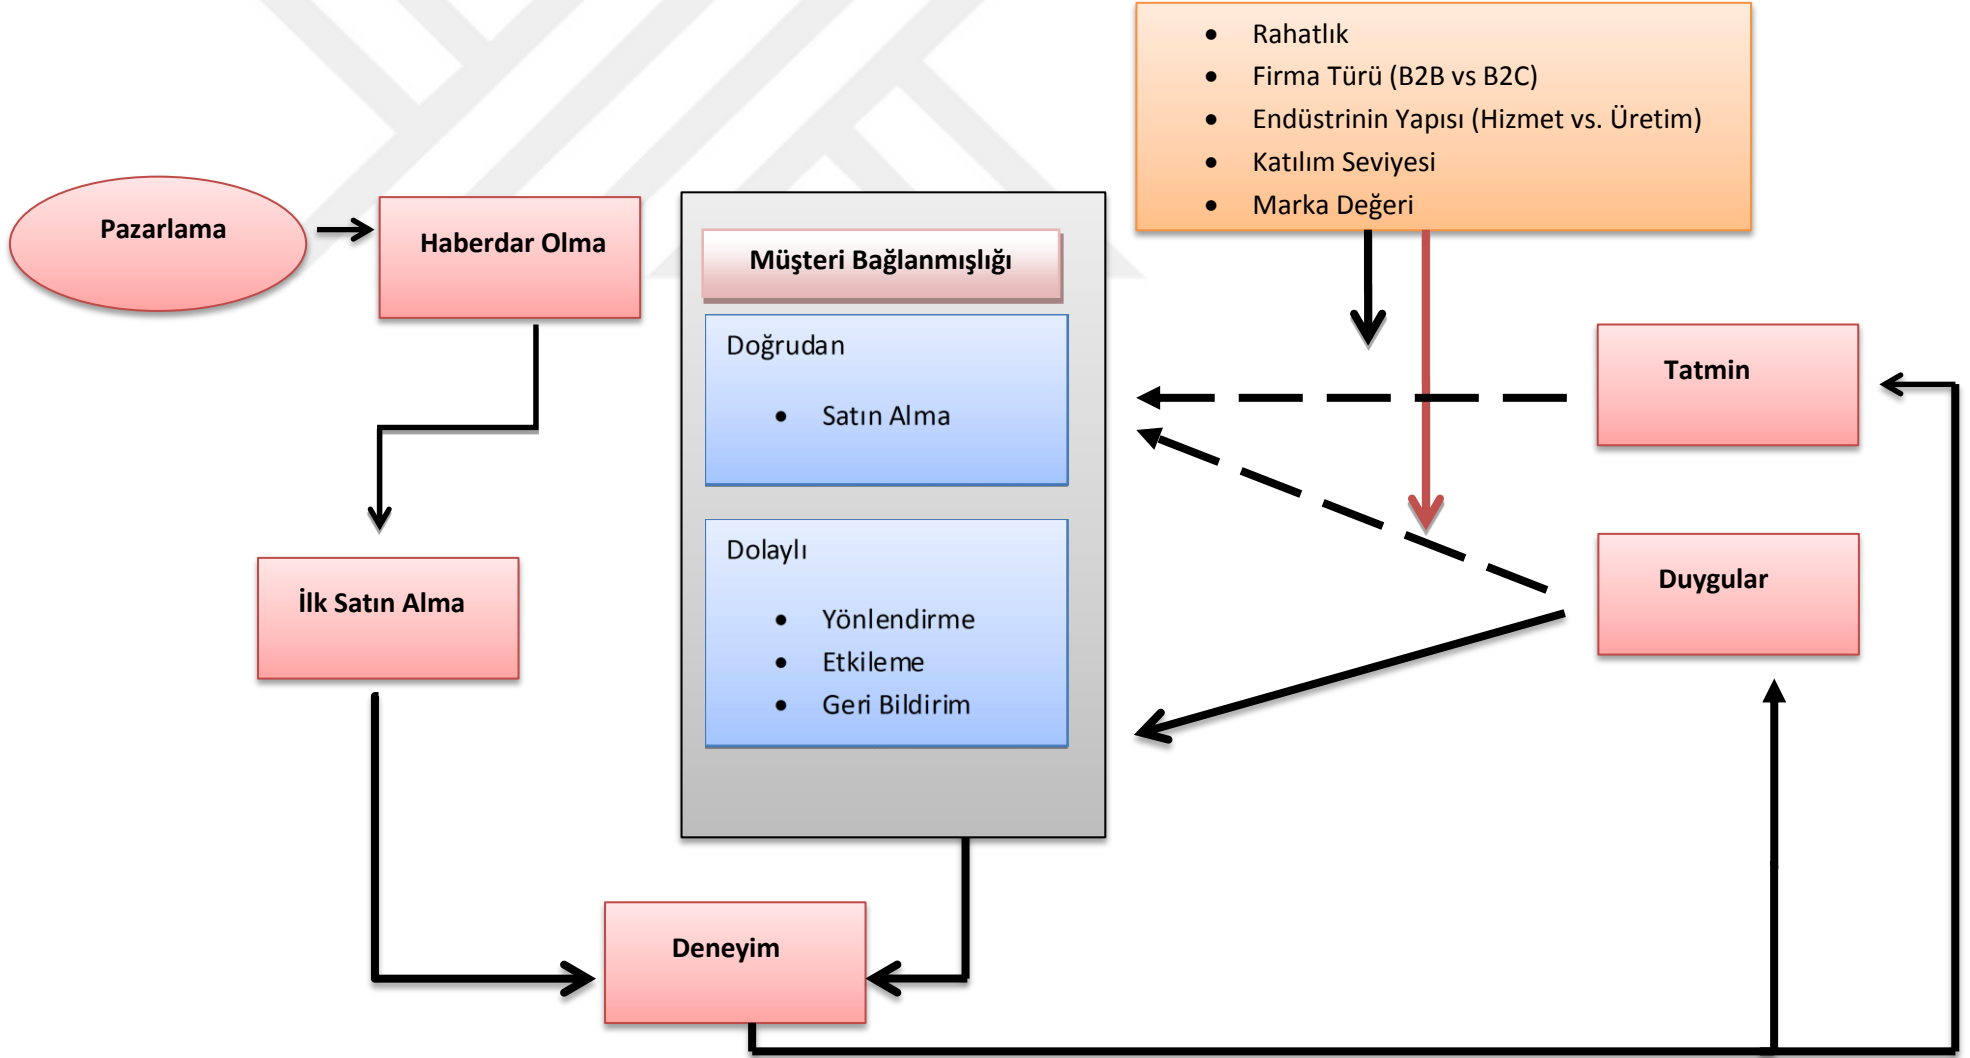 Rahatlık
Firma Türü (B2B vs B2C)
Endüstrinin Yapısı (Hizmet vs. Üretim)
Katılım Seviyesi
Marka Değeri
Pazarlama
Haberdar Olma
Müşteri Bağlanmışlığı
Doğrudan
Satın Alma
Dolaylı
Yönlendirme
Etkileme
Geri Bildirim
Tatmin
Duygular
İlk Satın Alma
Deneyim